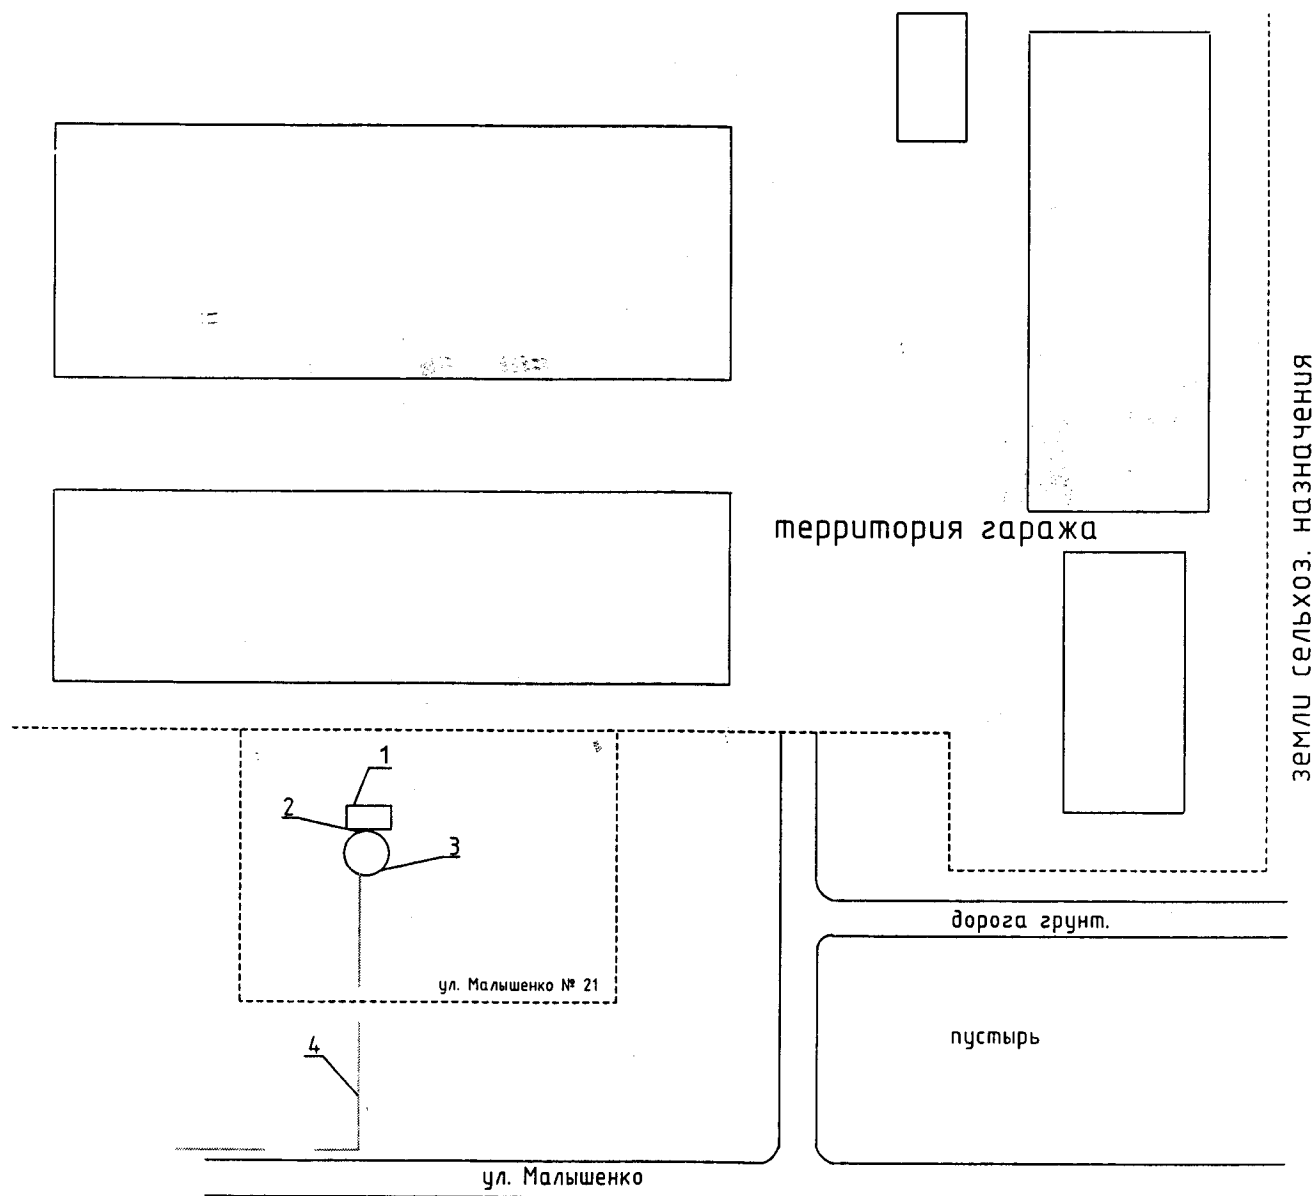 территория гаража
земли сельхоз. назначения
1
2
3
дорога грунт.
ул. Малышенко № 21
4
пустырь
ул. Малышенко